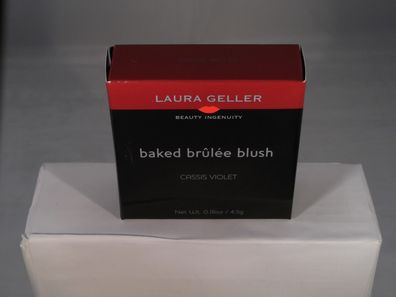 LAURA GELLER
BEAUTY INGENUITY
baked brûlée blush
CASSIS VIOLET
Net Wt. 0.16oz / 4.5g